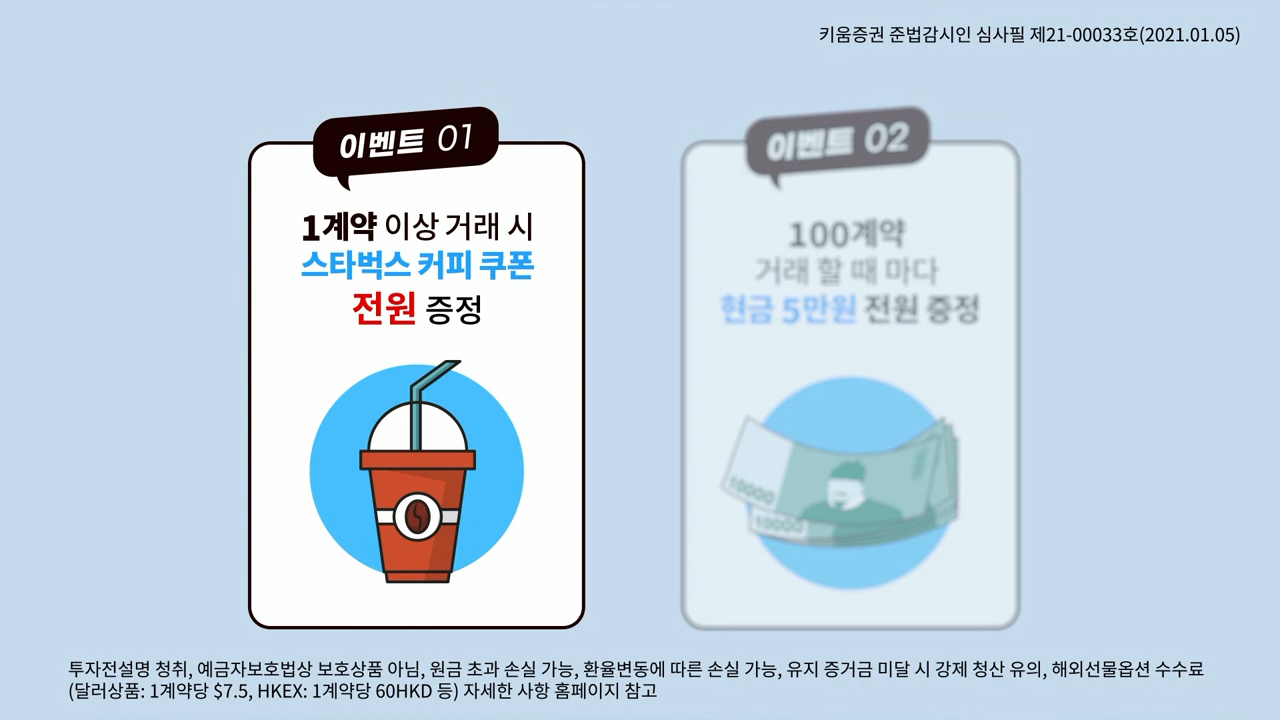 키움증권 준법감시인 심사필 제21-00033호(2021.01.05)
이벤트 01
1계약 이상 거래 시
스타벅스 커피 쿠폰
전원 증정
이벤트 02
100계약
거래 할 때 마다
현금 5만원 전원 증정
10000
10000
투자전설명 청취, 예금자보호법상 보호상품 아님, 원금 초과 손실 가능, 환율변동에 따른 손실 가능, 유지 증거금 미달 시 강제 청산 유의, 해외선물옵션 수수료
(달러상품: 1계약당 $7.5, HKEX: 1계약당 60HKD 등) 자세한 사항 홈페이지 참고